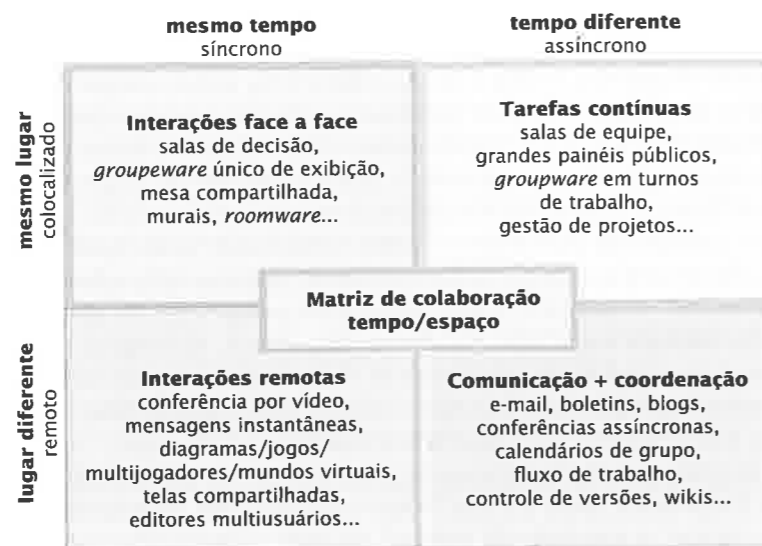 mesmo tempo
síncrono
tempo diferente
assíncrono
mesmo lugar
colocalizado
Interações face a face
salas de decisão,
groupeware único de exibição,
mesa compartilhada,
murais, roomware...
Tarefas contínuas
salas de equipe,
grandes painéis públicos,
groupware em turnos
de trabalho,
gestão de projetos...
Matriz de colaboração
tempo/espaço
lugar diferente
remoto
Interações remotas
conferência por vídeo,
mensagens instantâneas,
diagramas/jogos/
multijogadores/mundos virtuais,
telas compartilhadas,
editores multiusuários...
Comunicação + coordenação
e-mail, boletins, blogs,
conferências assíncronas,
calendários de grupo,
fluxo de trabalho,
controle de versões, wikis...